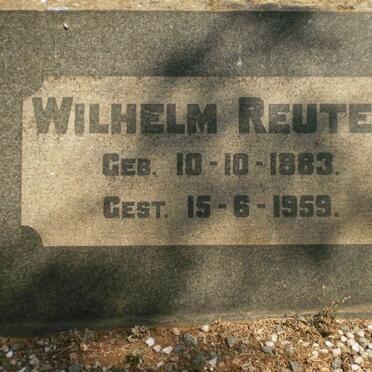 WILHELM REUTE
GEB. 10-10-1883.
GEST. 15-6-1959.